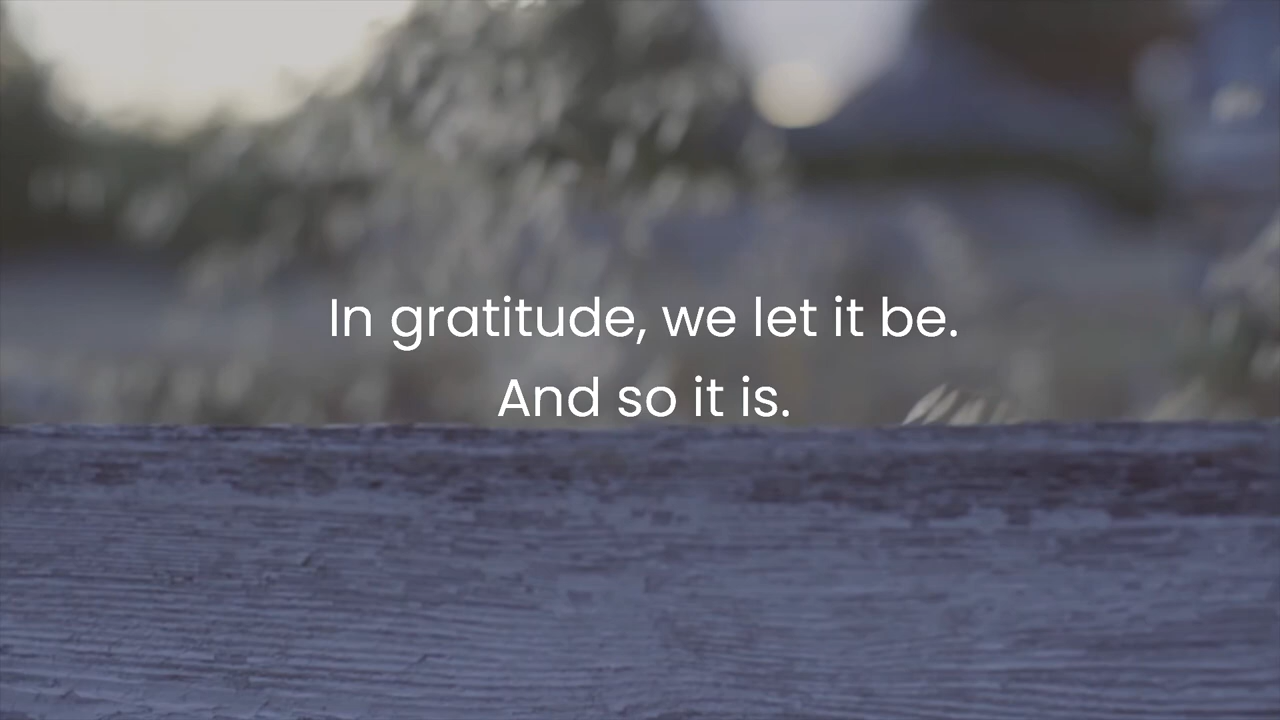 In gratitude, we let it be.
And so it is.